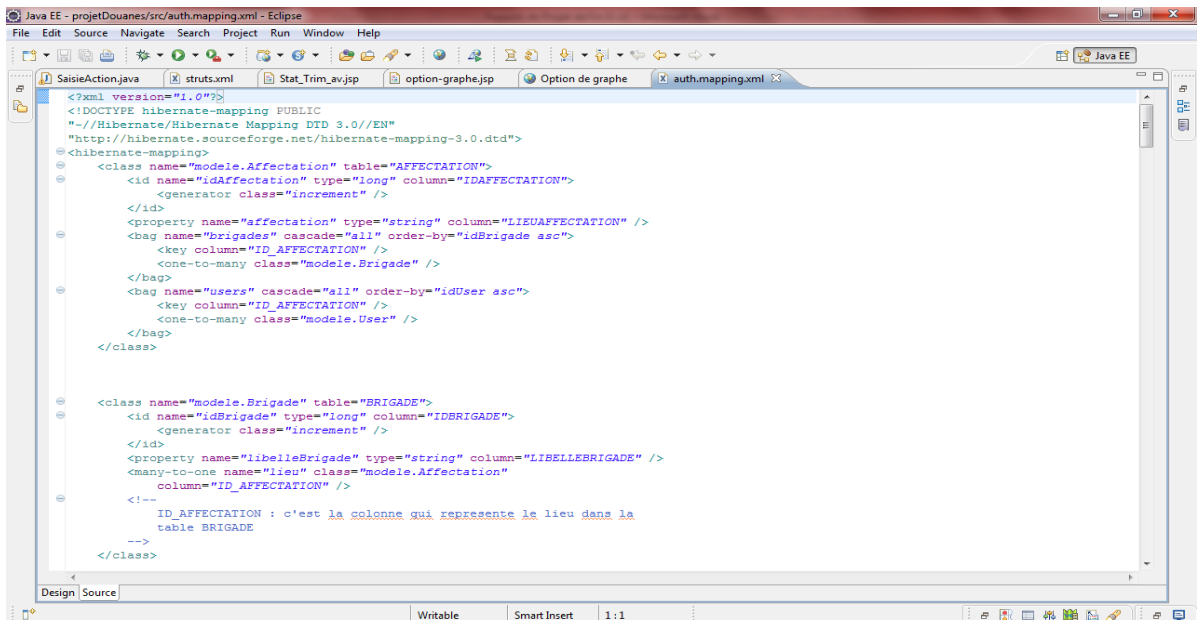 Java EE - projetDouanes/src/auth.mapping.xml - Eclipse
File Edit Source Navigate Search Project Run Window Help
Java EE
SaisieAction.java struts.xml Stat_Trim_av.jsp option-graphe.jsp Option de graphe auth.mapping.xml
<?xml version="1.0"?>
<!DOCTYPE hibernate-mapping PUBLIC
"-//Hibernate/Hibernate Mapping DTD 3.0//EN"
"http://hibernate.sourceforge.net/hibernate-mapping-3.0.dtd">
<hibernate-mapping>
<class name="modele.Affectation" table="AFFECTATION">
<id name="idAffectation" type="long" column="IDAFFECTATION">
<generator class="increment" />
</id>
<property name="affectation" type="string" column="LIEUAFFECTATION" />
<bag name="brigades" cascade="all" order-by="idBrigade asc">
<key column="ID_AFFECTATION" />
<one-to-many class="modele.Brigade" />
</bag>
<bag name="users" cascade="all" order-by="idUser asc">
<key column="ID_AFFECTATION" />
<one-to-many class="modele.User" />
</bag>
</class>
<class name="modele.Brigade" table="BRIGADE">
<id name="idBrigade" type="long" column="IDBRIGADE">
<generator class="increment" />
</id>
<property name="libelleBrigade" type="string" column="LIBELLEBRIGADE" />
<many-to-one name="lieu" class="modele.Affectation"
column="ID_AFFECTATION" />
<!--
ID_AFFECTATION : c'est la colonne qui represente le lieu dans la
table BRIGADE
-->
</class>
Design Source
Writable Smart Insert 1:1